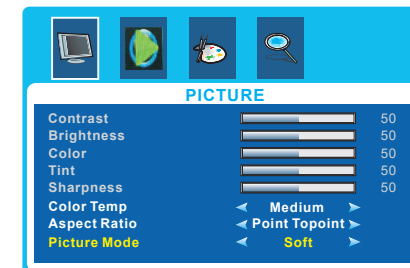 PICTURE
Contrast 50
Brightness 50
Color 50
Tint 50
Sharpness 50
Color Temp Medium
Aspect Ratio Point Topoint
Picture Mode Soft